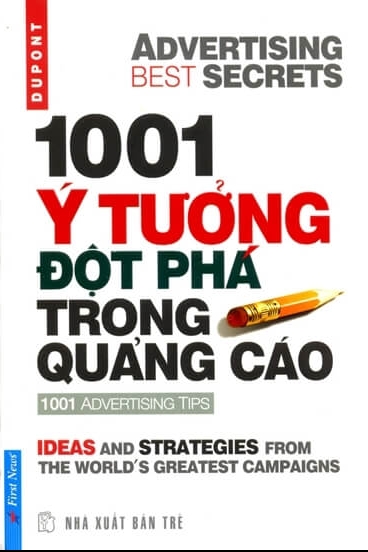 DUPONT
ADVERTISING
BEST SECRETS
1001
Ý TƯỞNG
ĐỘT PHÁ
TRONG
QUẢNG CÁO
1001 ADVERTISING TIPS
IDEAS AND STRATEGIES FROM
THE WORLD'S GREATEST CAMPAIGNS
First News
NHÀ XUẤT BẢN TRẺ